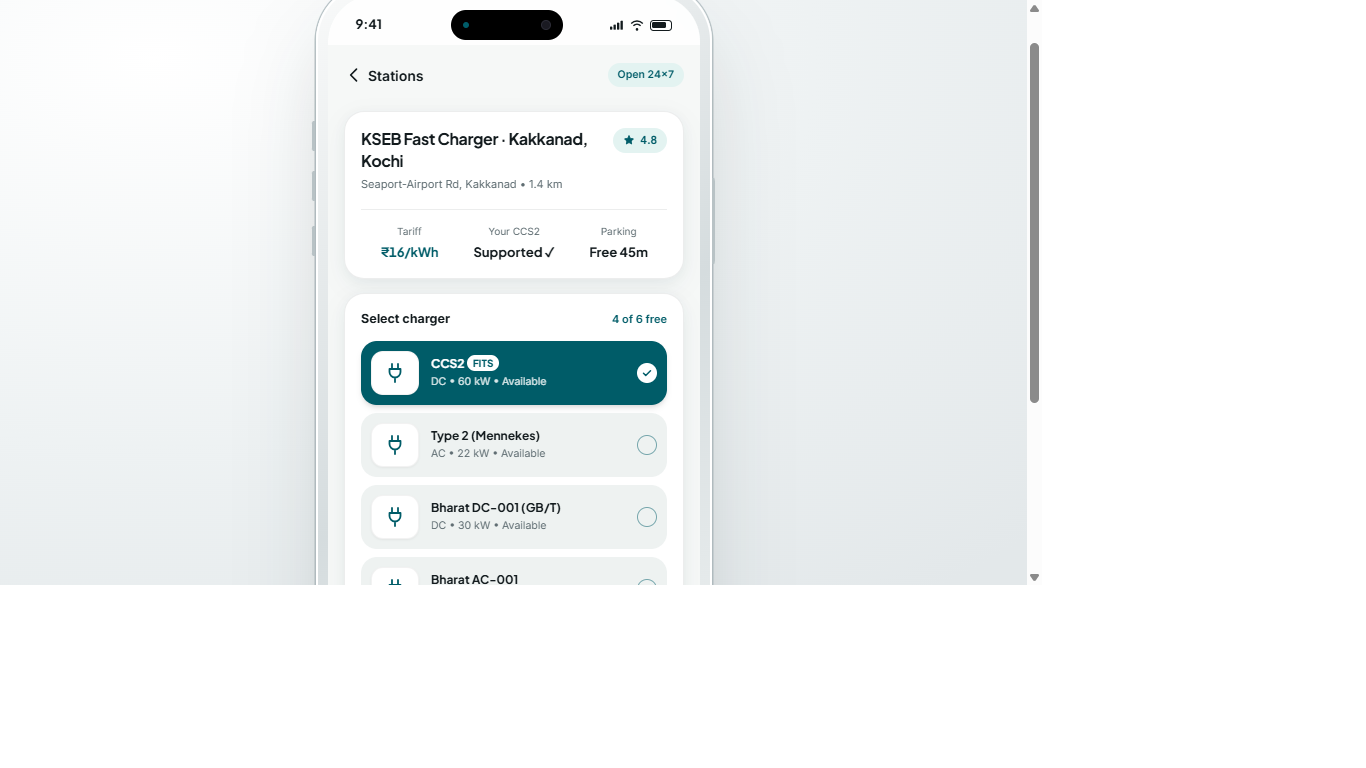 9:41
Stations
Open 24×7
KSEB Fast Charger · Kakkanad,
Kochi
4.8
Seaport-Airport Rd, Kakkanad • 1.4 km
Tariff
Your CCS2
Parking
₹16/kWh
Supported ✓
Free 45m
Select charger
4 of 6 free
CCS2 FITS
DC • 60 kW • Available
Type 2 (Mennekes)
AC • 22 kW • Available
Bharat DC-001 (GB/T)
DC • 30 kW • Available
Bharat AC-001